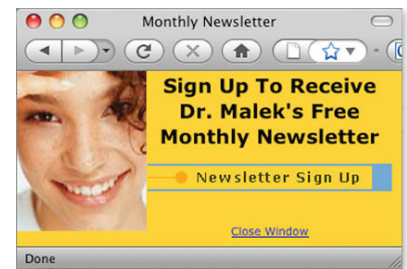 Monthly Newsletter
Sign Up To Receive
Dr. Malek's Free
Monthly Newsletter
Newsletter Sign Up
Close Window
Done